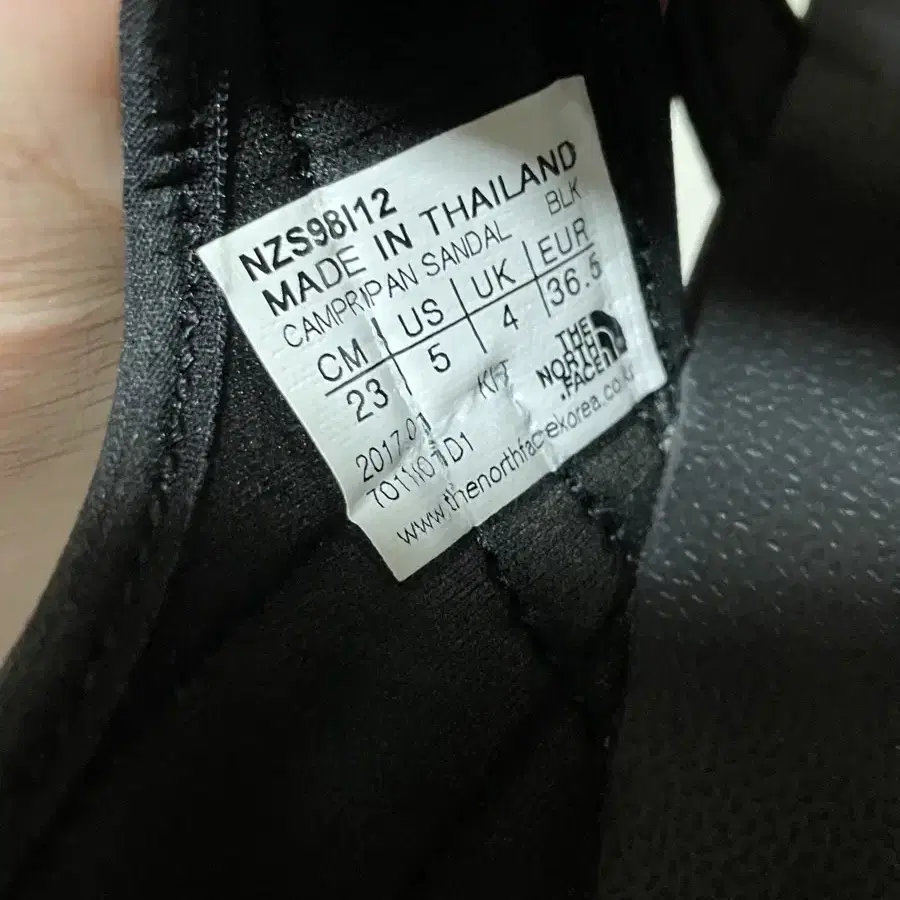 NZS98I12
MADE IN THAILAND
CAMPRIPAN SANDAL BLK
CM US UK EUR
23 5 4 36.5
2017.01 KIT
THE
NORTH
FACE
www.thenorthfacekorea.co.kr